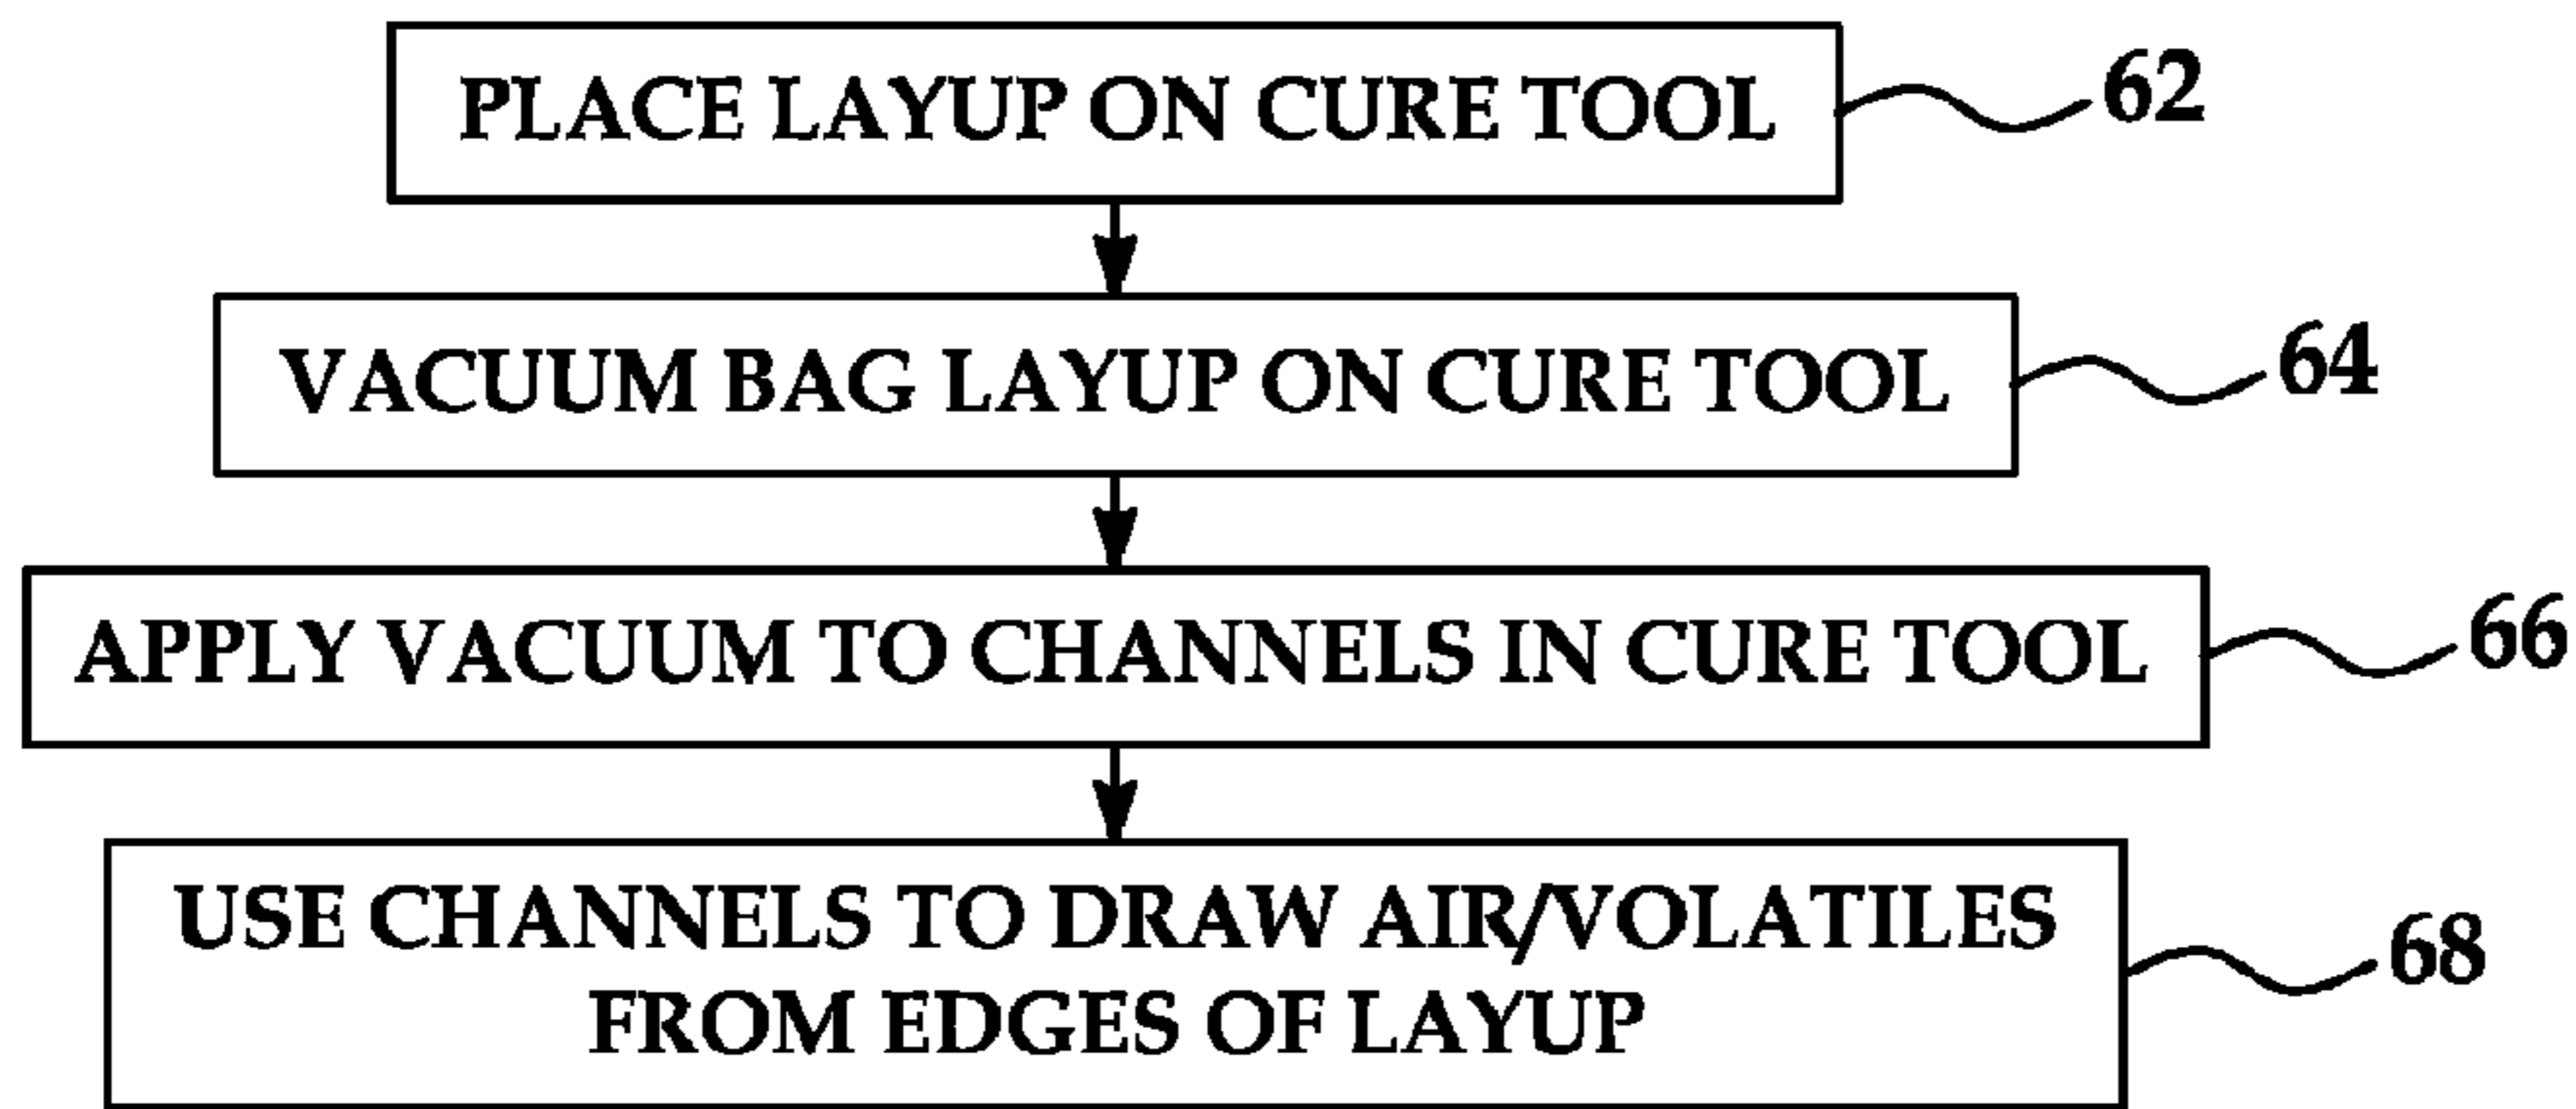 PLACE LAYUP ON CURE TOOL
62
VACUUM BAG LAYUP ON CURE TOOL
64
APPLY VACUUM TO CHANNELS IN CURE TOOL
66
USE CHANNELS TO DRAW AIR/VOLATILES
FROM EDGES OF LAYUP
68